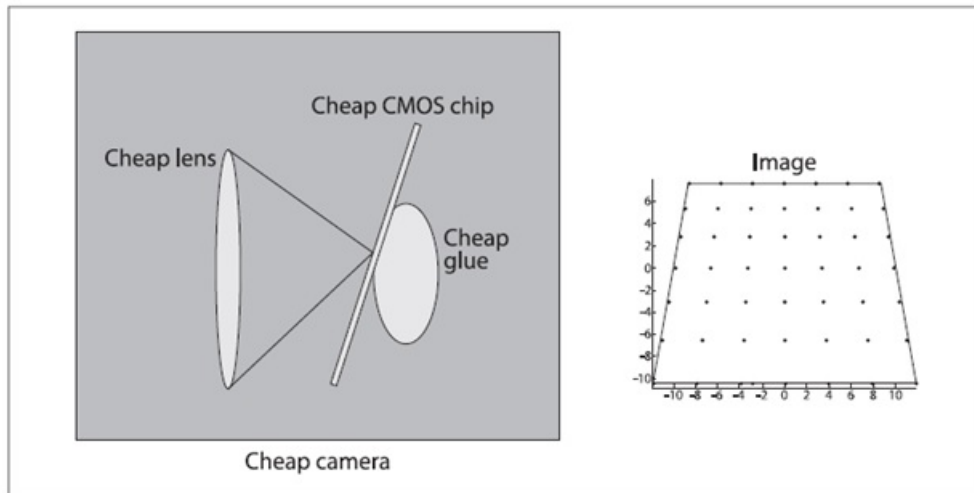 Cheap CMOS chip
Cheap lens
Cheap
glue
Cheap camera
Image
6
4
2
0
−2
−4
−6
−8
−10
−10 −8 −6 −4 −2 0 2 4 6 8 10